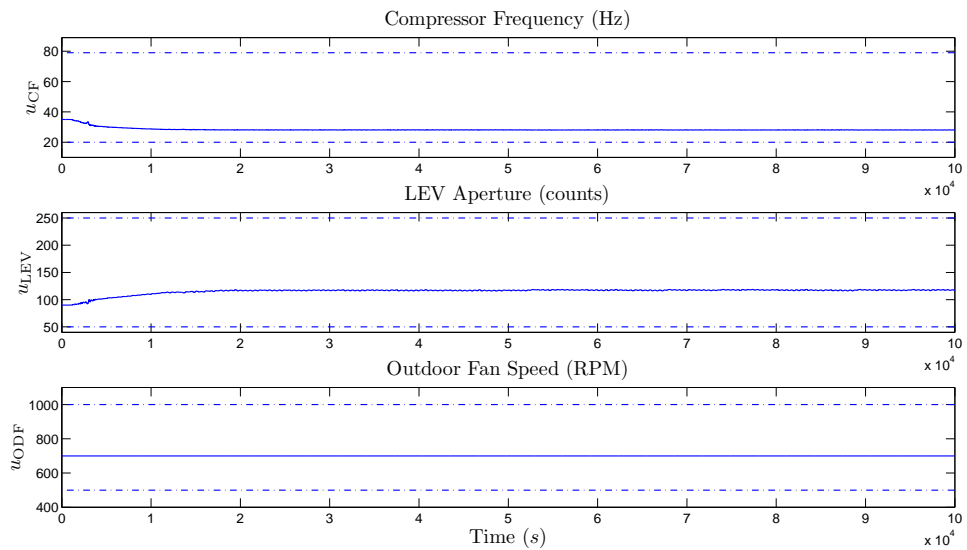 Compressor Frequency (Hz)
80
60
40
20
u_CF
0 1 2 3 4 5 6 7 8 9 10
x 10^4
LEV Aperture (counts)
250
200
150
100
50
u_LEV
0 1 2 3 4 5 6 7 8 9 10
x 10^4
Outdoor Fan Speed (RPM)
1000
800
600
400
u_ODF
0 1 2 3 4 5 6 7 8 9 10
x 10^4
Time (s)